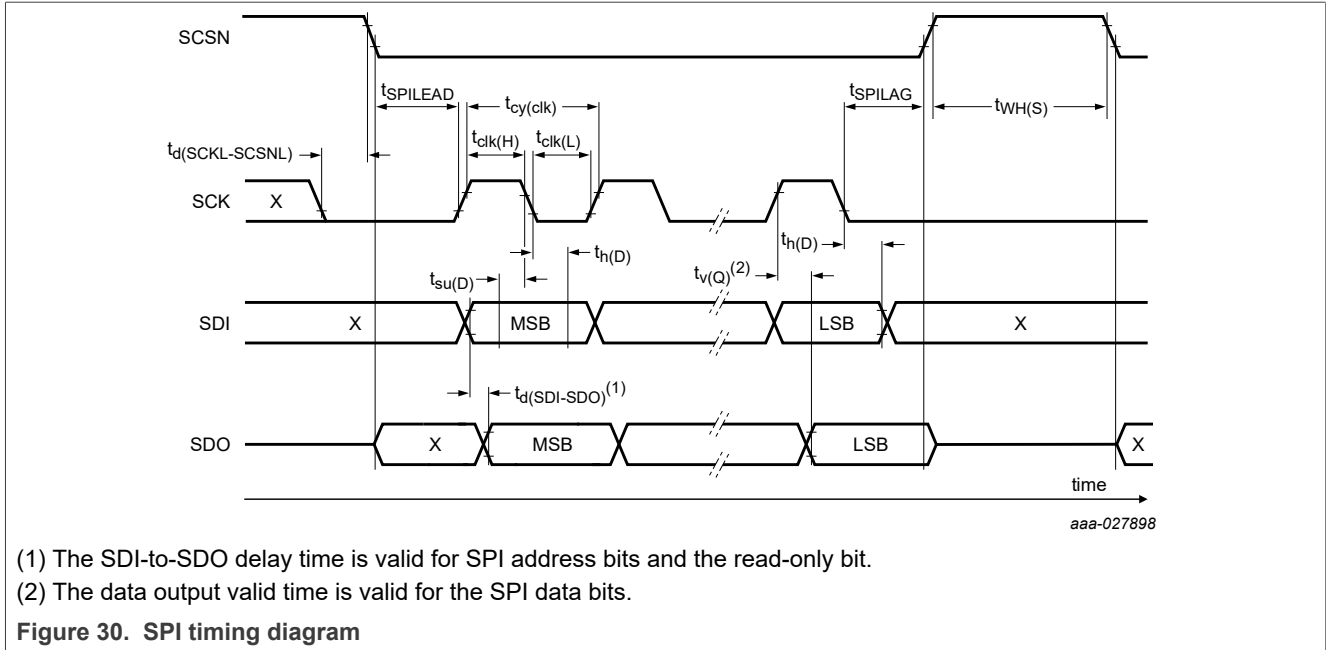 SCSN
tSPILEAD
tcy(clk)
tSPILAG
tWH(S)
td(SCKL-SCSNL)
tclk(H)
tclk(L)
SCK
X
tsu(D)
th(D)
tv(Q)(2)
th(D)
SDI
X
MSB
LSB
X
td(SDI-SDO)(1)
SDO
X
MSB
LSB
X
time
aaa-027898
(1) The SDI-to-SDO delay time is valid for SPI address bits and the read-only bit.
(2) The data output valid time is valid for the SPI data bits.
Figure 30. SPI timing diagram